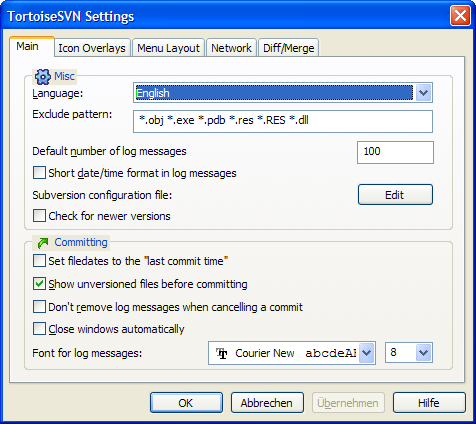 TortoiseSVN Settings
Main Icon Overlays Menu Layout Network Diff/Merge
Misc
Language: English
Exclude pattern: *.obj *.exe *.pdb *.res *.RES *.dll
Default number of log messages 100
Short date/time format in log messages
Subversion configuration file: Edit
Check for newer versions
Committing
Set filedates to the "last commit time"
Show unversioned files before committing
Don't remove log messages when cancelling a commit
Close windows automatically
Font for log messages: Courier New abcdeA 8
OK Abbrechen Übernehmen Hilfe